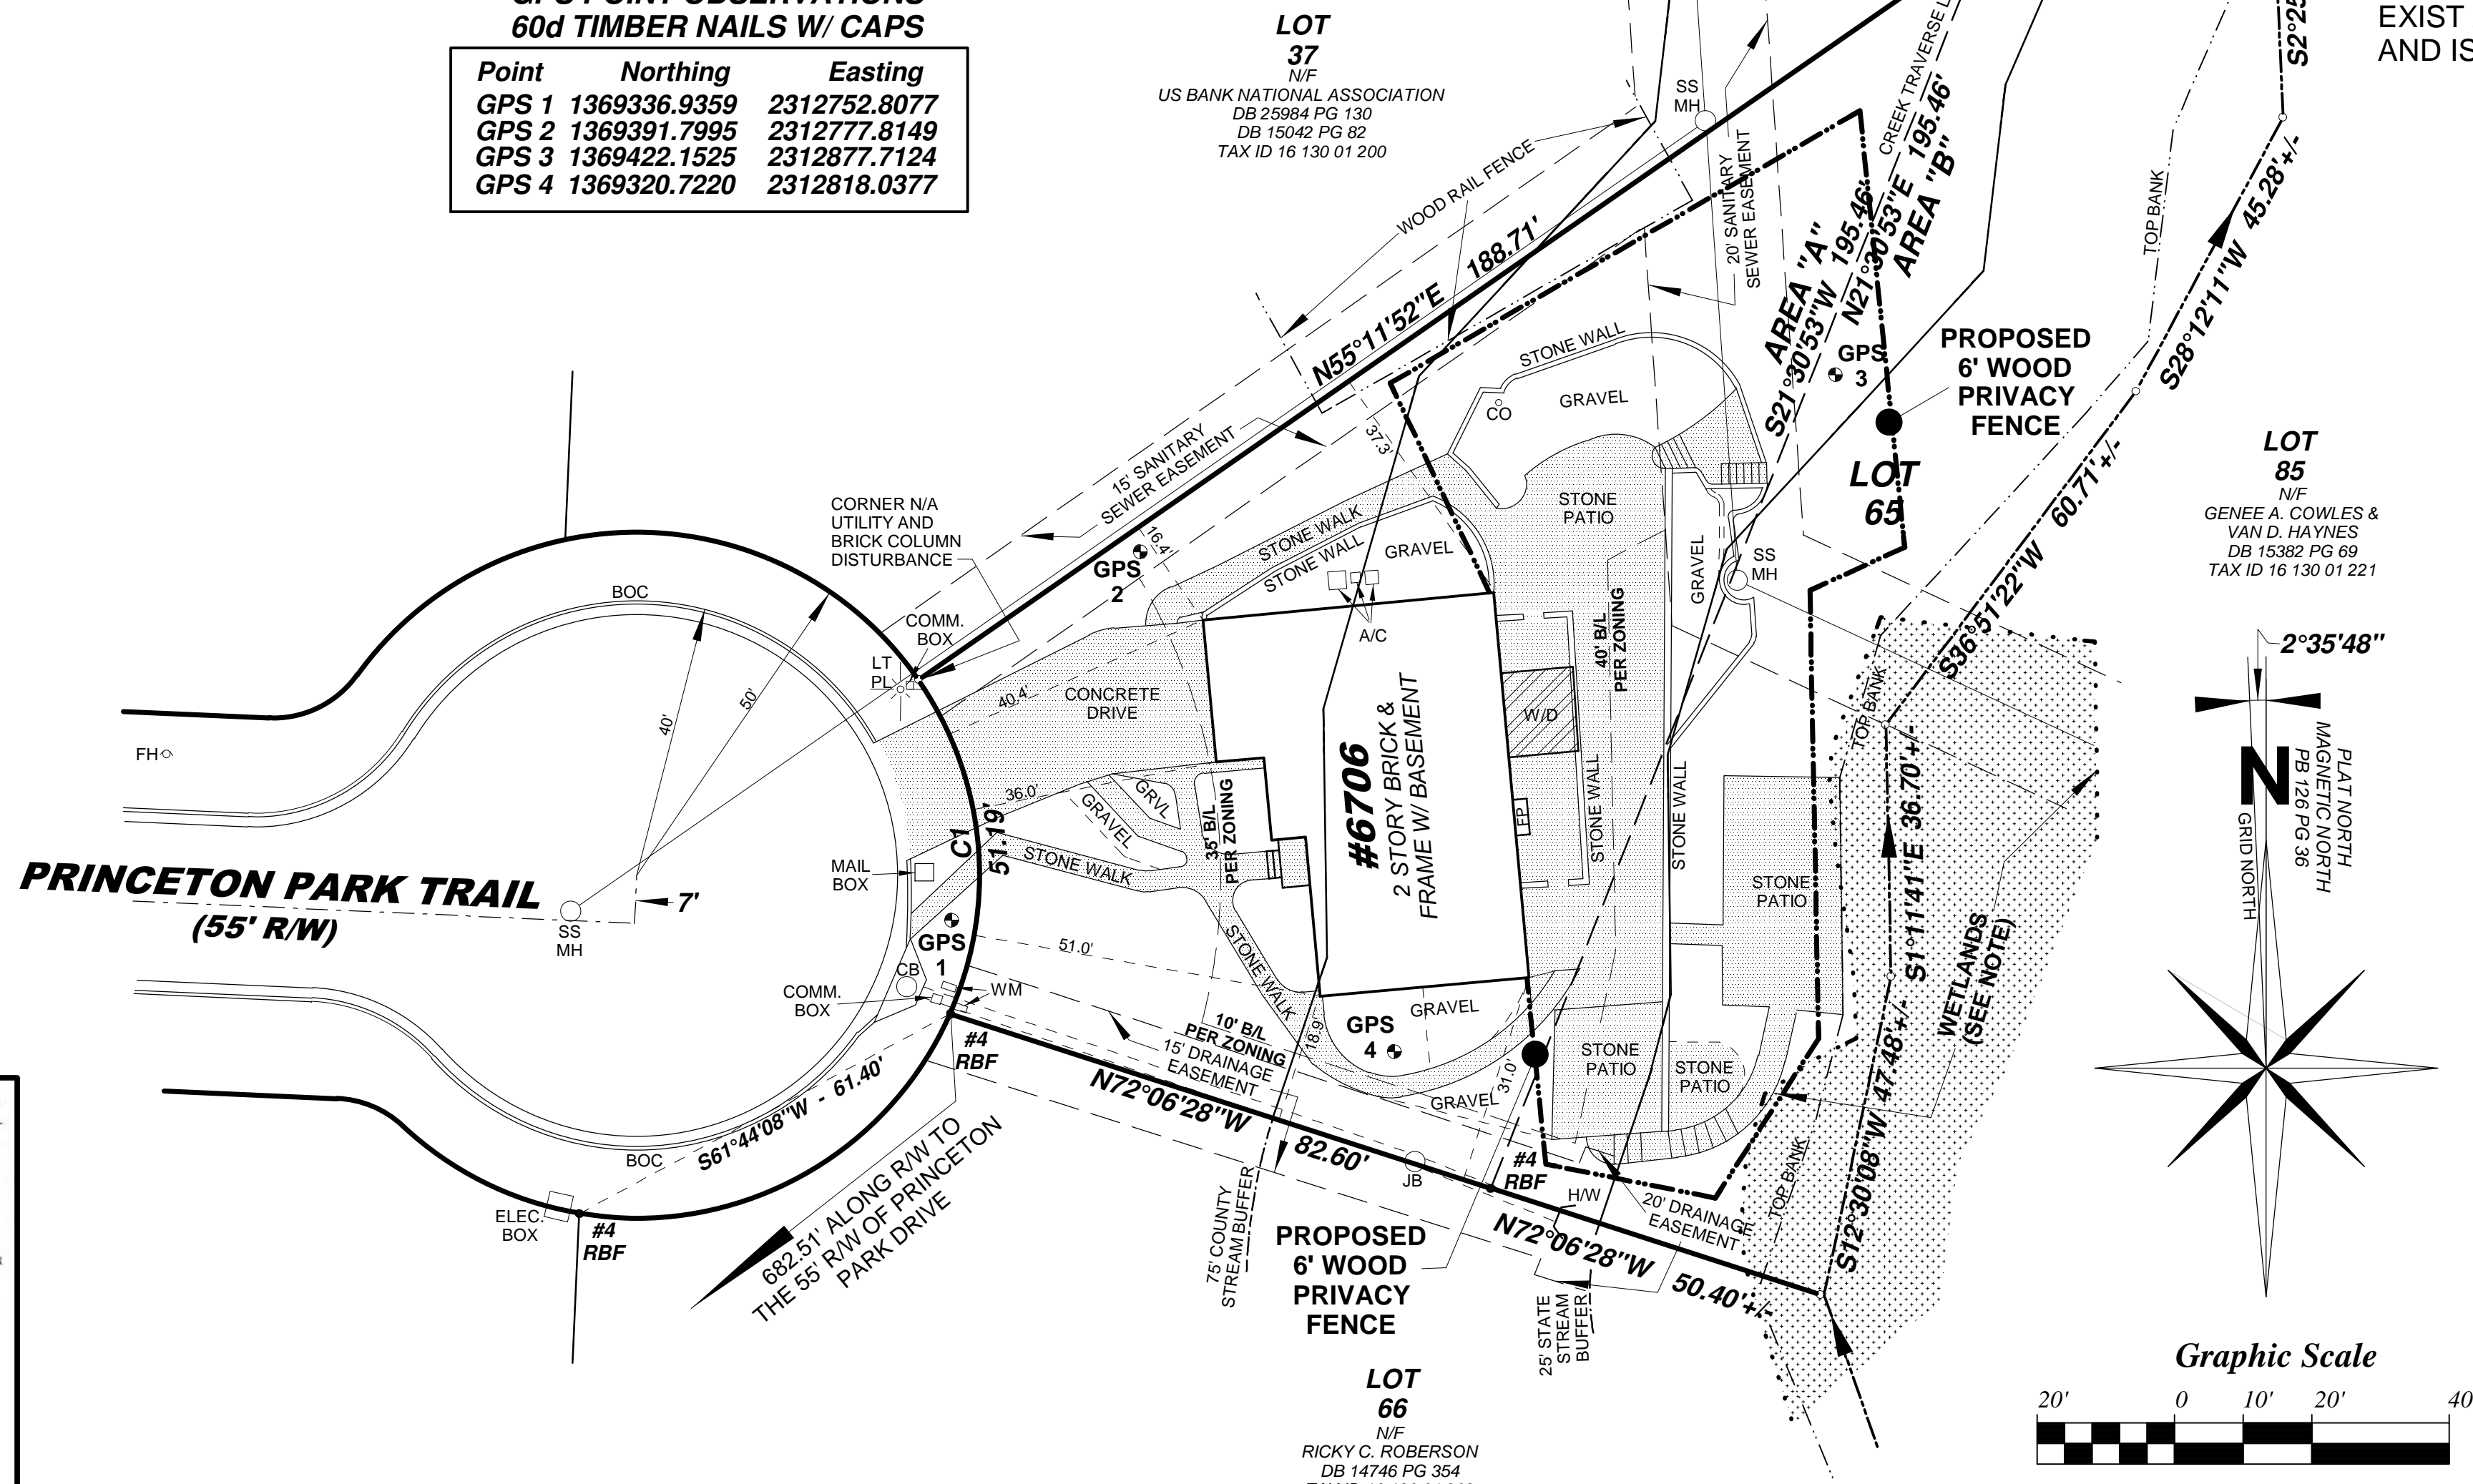 GPS POINT OBSERVATIONS
60d TIMBER NAILS W/ CAPS
Point Northing Easting
GPS 1 1369336.9359 2312752.8077
GPS 2 1369391.7995 2312777.8149
GPS 3 1369422.1525 2312877.7124
GPS 4 1369320.7220 2312818.0377
LOT
37
N/F
US BANK NATIONAL ASSOCIATION
DB 25984 PG 130
DB 15042 PG 82
TAX ID 16 130 01 200
EXIST
AND IS
SS
MH
WOOD RAIL FENCE
20' SANITARY
SEWER EASEMENT
CREEK TRAVERSE L
S2°25
N55°11'52"E 188.71'
AREA "A"
S21°30'53"W 195.46'
N21°30'53"E 195.46'
AREA "B"
TOP BANK
S28°12'11"W 45.28'+/-
GPS
3
PROPOSED
6' WOOD
PRIVACY
FENCE
LOT
65
S36°51'22"W 60.71'+/-
LOT
85
N/F
GENEE A. COWLES &
VAN D. HAYNES
DB 15382 PG 69
TAX ID 16 130 01 221
STONE WALL
CO
GRAVEL
37.3'
15' SANITARY
SEWER EASEMENT
CORNER N/A
UTILITY AND
BRICK COLUMN
DISTURBANCE
16.4'
GPS
2
STONE WALK
STONE WALL
GRAVEL
STONE
PATIO
GRAVEL
SS
MH
A/C
40' B/L
PER ZONING
BOC
COMM.
BOX
LT
PL
40'
50'
40.4'
CONCRETE
DRIVE
FH
36.0'
GRAVEL
GRVL
35' B/L
PER ZONING
#6706
2 STORY BRICK &
FRAME W/ BASEMENT
W/D
FP
STONE WALL
STONE WALL
STONE
PATIO
TOP BANK
S1°11'41"E 36.70'+/-
WETLANDS
(SEE NOTE)
2°35'48"
N
GRID NORTH
PLAT NORTH
MAGNETIC NORTH
PB 126 PG 36
C1
51.19'
STONE WALK
MAIL
BOX
PRINCETON PARK TRAIL
(55' R/W)
7'
SS
MH
GPS
1
CB
WM
COMM.
BOX
51.0'
STONE WALK
#4
RBF
10' B/L
PER ZONING
15' DRAINAGE
EASEMENT
18.9'
GPS
4
GRAVEL
31.0'
GRAVEL
STONE
PATIO
STONE
PATIO
N72°06'28"W 82.60'
S61°44'08"W - 61.40'
BOC
ELEC.
BOX
#4
RBF
682.51' ALONG R/W TO
THE 55' R/W OF PRINCETON
PARK DRIVE
75' COUNTY
STREAM BUFFER
JB
#4
RBF
H/W
20' DRAINAGE
EASEMENT
TOP BANK
S12°30'08"W 47.48'+/-
N72°06'28"W 50.40'+/-
PROPOSED
6' WOOD
PRIVACY
FENCE
25' STATE
STREAM
BUFFER
LOT
66
N/F
RICKY C. ROBERSON
DB 14746 PG 354
Graphic Scale
20' 0 10' 20' 40